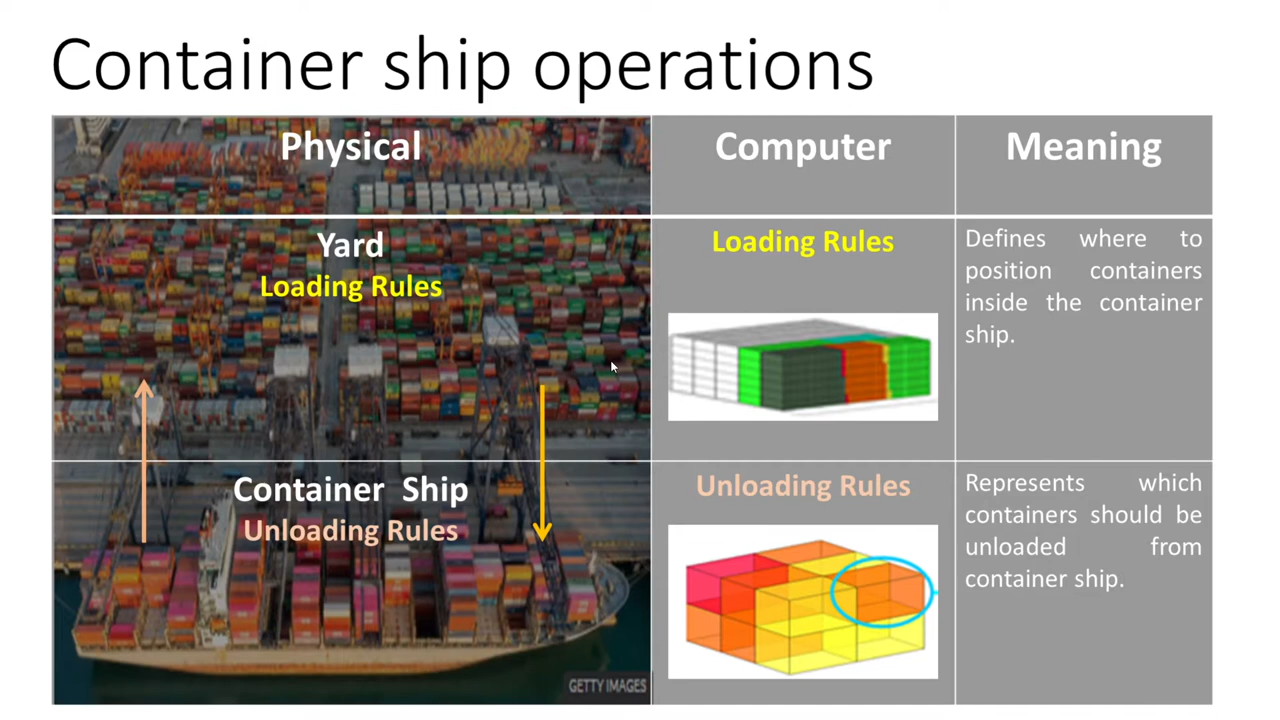 Container ship operations
Physical
Computer
Meaning
Yard
Loading Rules
Loading Rules
Defines where to
position containers
inside the container
ship.
Container Ship
Unloading Rules
Unloading Rules
Represents which
containers should be
unloaded from
container ship.
GETTY IMAGES